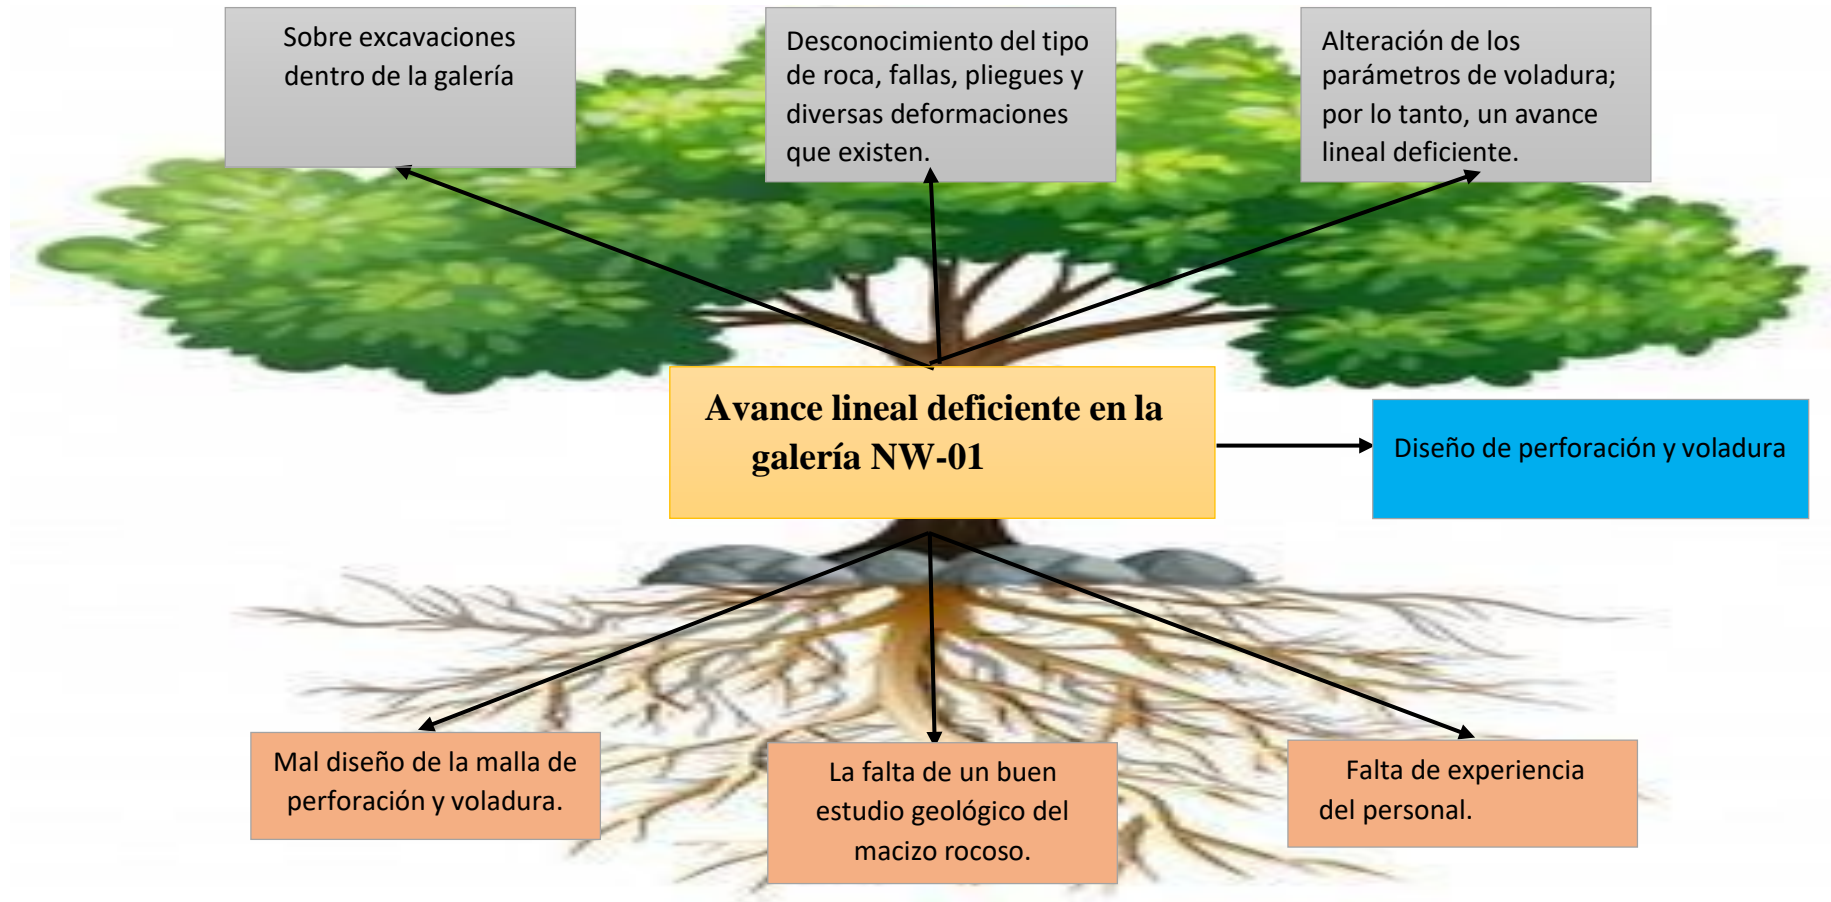 Sobre excavaciones
dentro de la galería
Desconocimiento del tipo
de roca, fallas, pliegues y
diversas deformaciones
que existen.
Alteración de los
parámetros de voladura;
por lo tanto, un avance
lineal deficiente.
Avance lineal deficiente en la
galería NW-01
Diseño de perforación y voladura
Mal diseño de la malla de
perforación y voladura.
La falta de un buen
estudio geológico del
macizo rocoso.
Falta de experiencia
del personal.